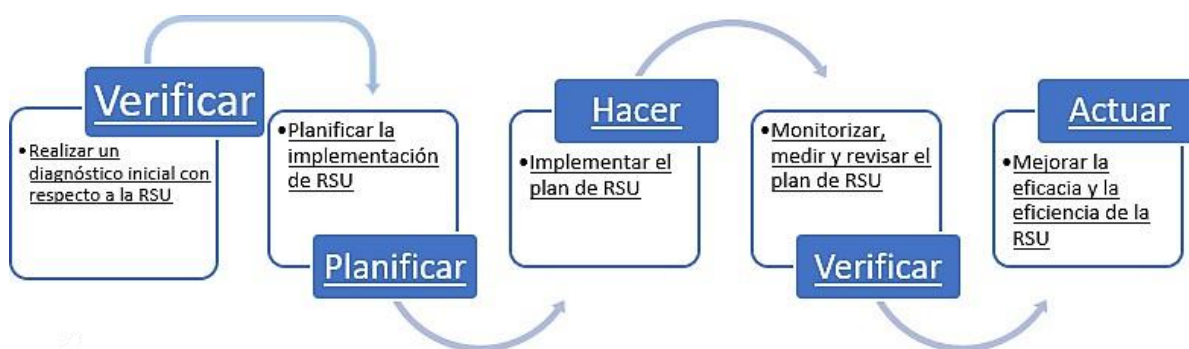 Verificar
•Realizar un
diagnóstico inicial con
respecto a la RSU
•Planificar la
implementación
de RSU
Planificar
Hacer
•Implementar el
plan de RSU
•Monitorizar,
medir y revisar el
plan de RSU
Verificar
Actuar
•Mejorar la
eficacia y la
eficiencia de la
RSU